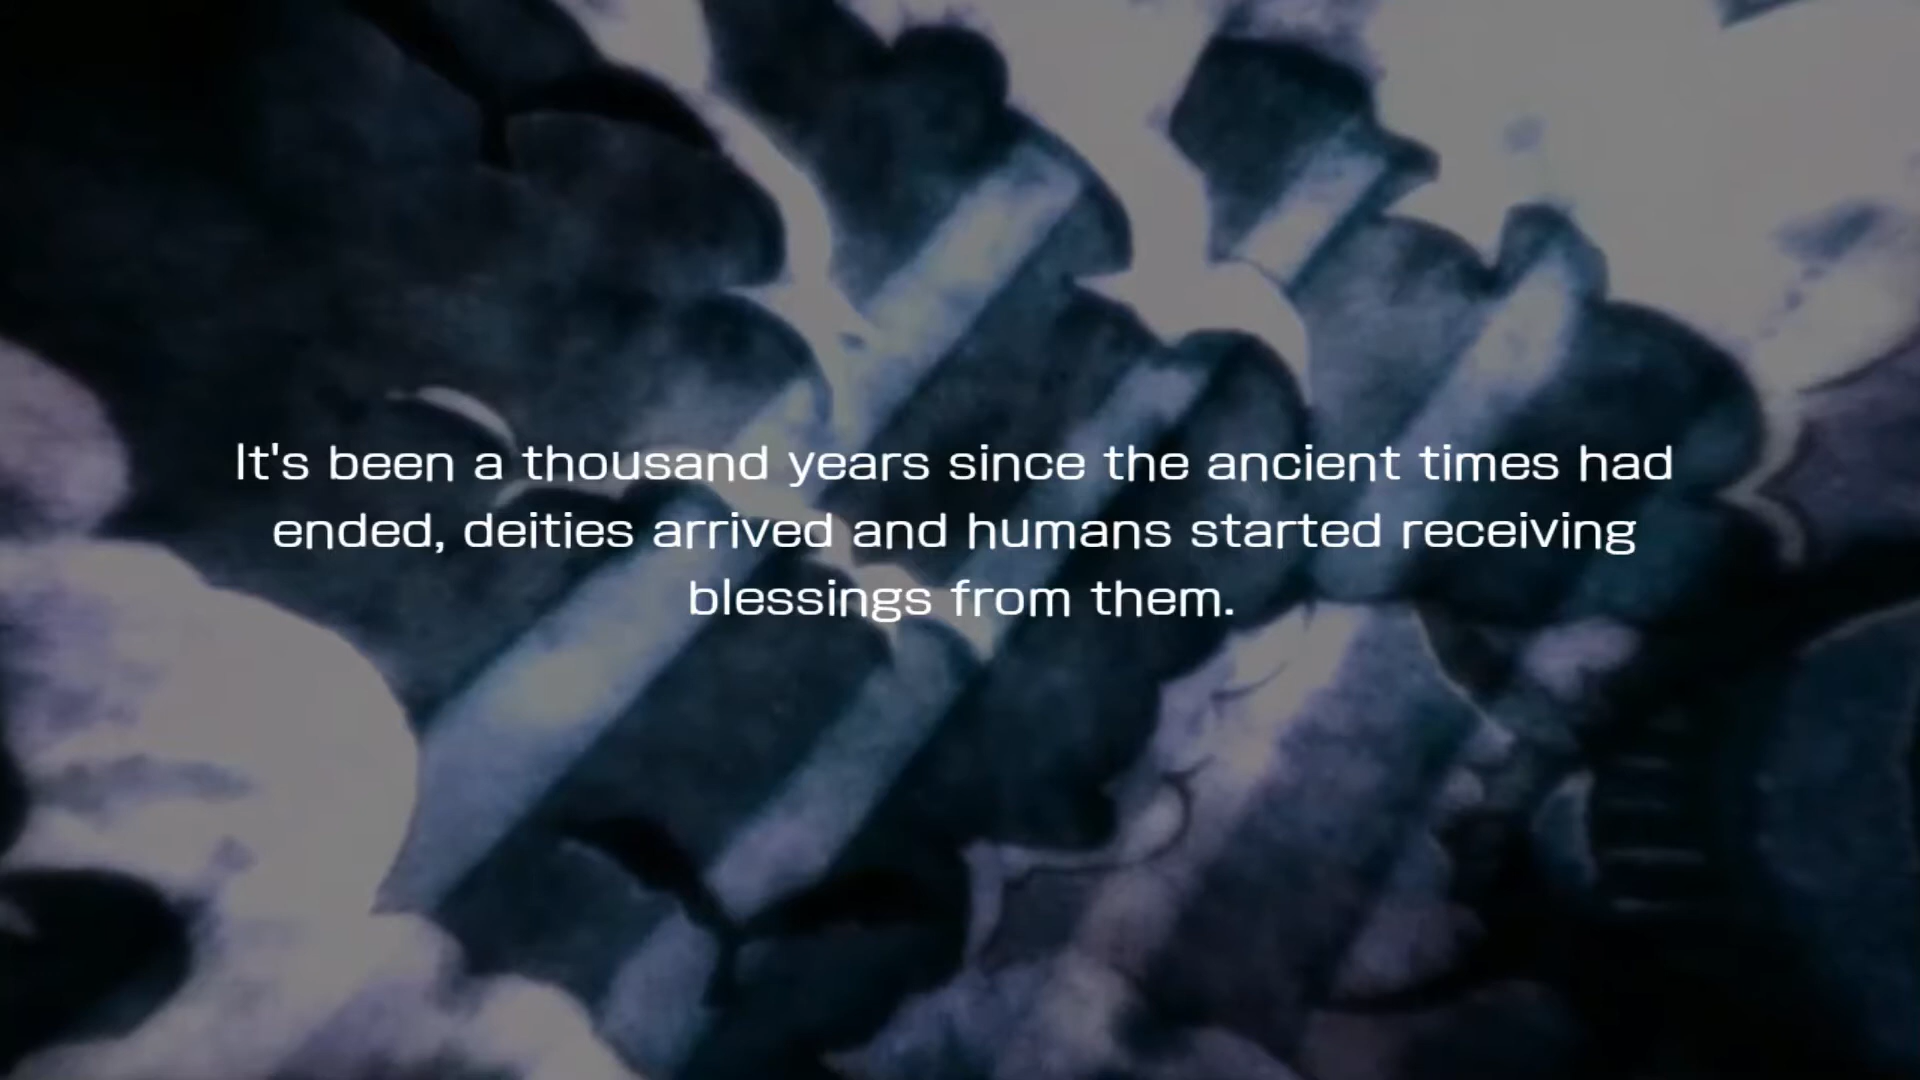 It's been a thousand years since the ancient times had
ended, deities arrived and humans started receiving
blessings from them.